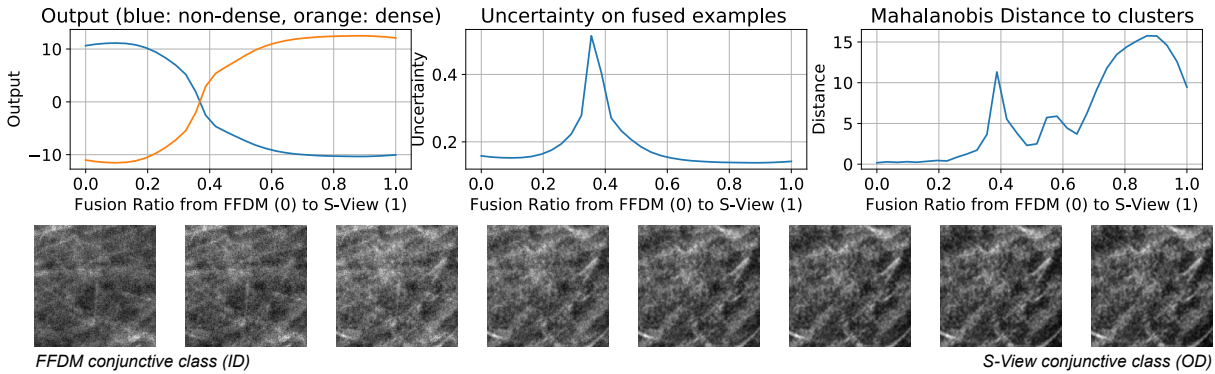 Output (blue: non-dense, orange: dense)
Output
10
0
−10
0.0 0.2 0.4 0.6 0.8 1.0
Fusion Ratio from FFDM (0) to S-View (1)
Uncertainty on fused examples
Uncertainty
0.4
0.2
0.0 0.2 0.4 0.6 0.8 1.0
Fusion Ratio from FFDM (0) to S-View (1)
Mahalanobis Distance to clusters
Distance
15
10
5
0
0.0 0.2 0.4 0.6 0.8 1.0
Fusion Ratio from FFDM (0) to S-View (1)
FFDM conjunctive class (ID)
S-View conjunctive class (OD)